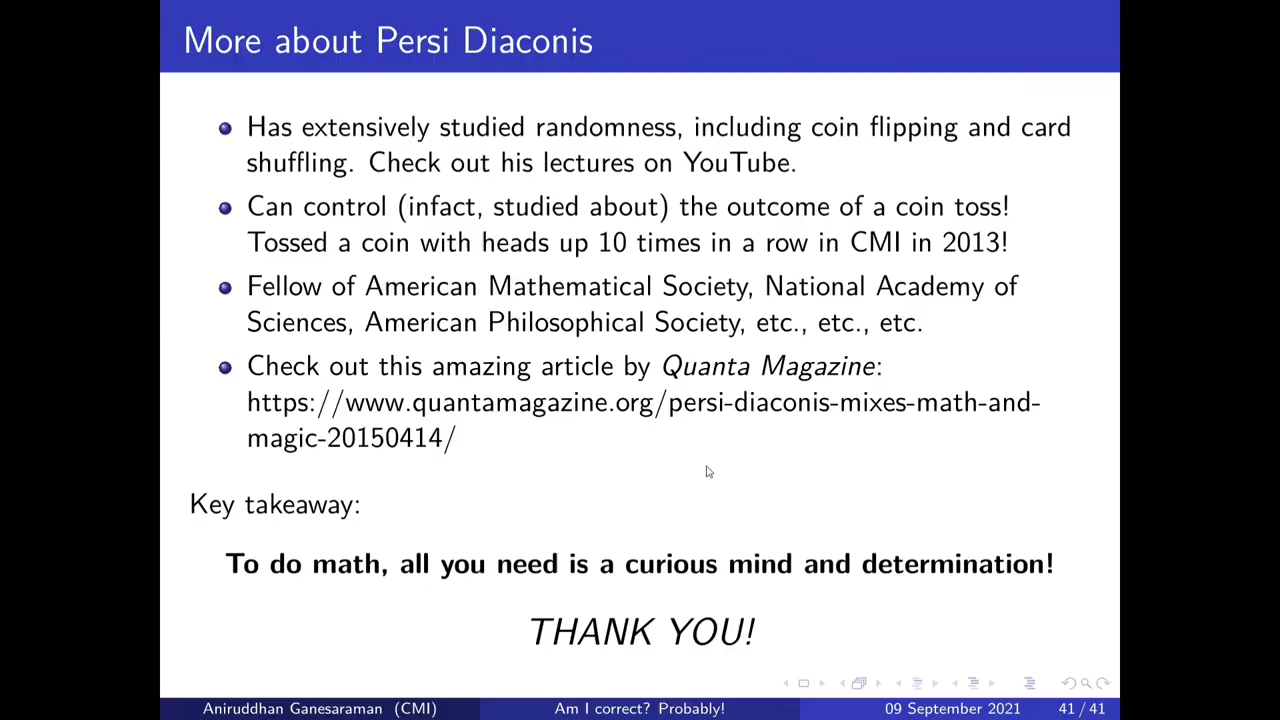 More about Persi Diaconis
Has extensively studied randomness, including coin flipping and card
shuffling. Check out his lectures on YouTube.
Can control (infact, studied about) the outcome of a coin toss!
Tossed a coin with heads up 10 times in a row in CMI in 2013!
Fellow of American Mathematical Society, National Academy of
Sciences, American Philosophical Society, etc., etc., etc.
Check out this amazing article by Quanta Magazine:
https://www.quantamagazine.org/persi-diaconis-mixes-math-and-
magic-20150414/
Key takeaway:
To do math, all you need is a curious mind and determination!
THANK YOU!
Aniruddhan Ganesaraman (CMI) Am I correct? Probably! 09 September 2021 41/41